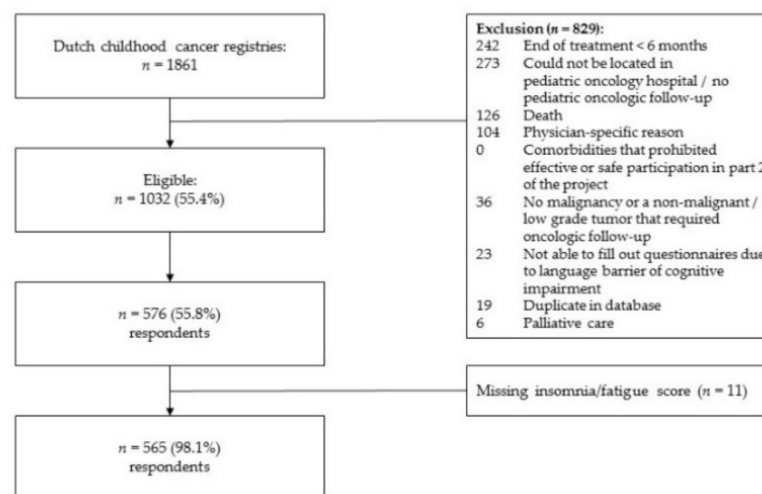 Dutch childhood cancer registries:
n = 1861
Exclusion (n = 829):
242 End of treatment < 6 months
273 Could not be located in
pediatric oncology hospital / no
pediatric oncologic follow-up
126 Death
104 Physician-specific reason
0 Comorbidities that prohibited
effective or safe participation in part 2
of the project
36 No malignancy or a non-malignant /
low grade tumor that required
oncologic follow-up
23 Not able to fill out questionnaires due
to language barrier of cognitive
impairment
19 Duplicate in database
6 Palliative care
Eligible:
n = 1032 (55.4%)
n = 576 (55.8%)
respondents
Missing insomnia/fatigue score (n = 11)
n = 565 (98.1%)
respondents